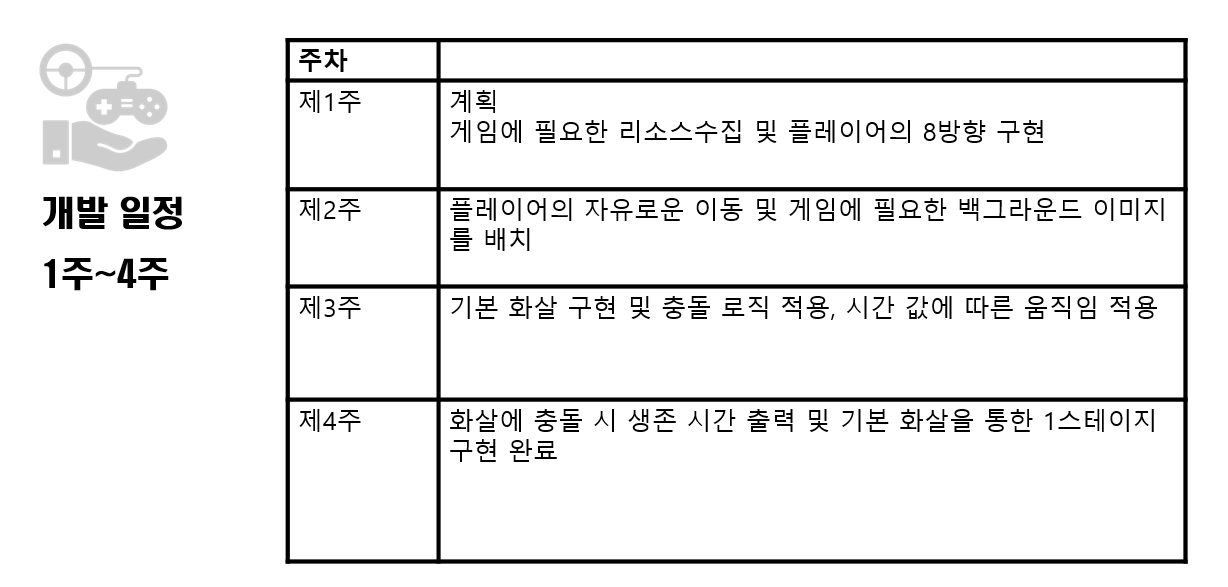 개발 일정
1주~4주
주차
제1주
계획
게임에 필요한 리소스수집 및 플레이어의 8방향 구현
제2주
플레이어의 자유로운 이동 및 게임에 필요한 백그라운드 이미지
를 배치
제3주
기본 화살 구현 및 충돌 로직 적용, 시간 값에 따른 움직임 적용
제4주
화살에 충돌 시 생존 시간 출력 및 기본 화살을 통한 1스테이지
구현 완료